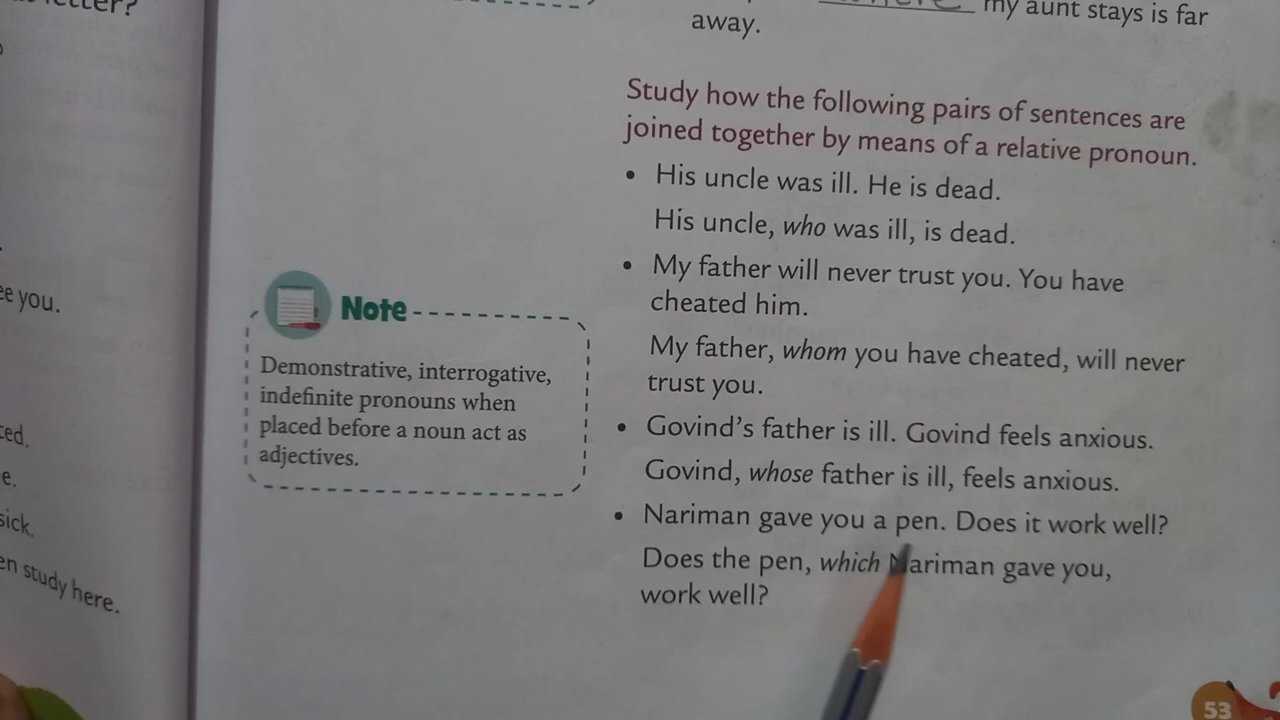 letter?
my aunt stays is far
away.
Study how the following pairs of sentences are
joined together by means of a relative pronoun.
• His uncle was ill. He is dead.
His uncle, who was ill, is dead.
• My father will never trust you. You have
cheated him.
My father, whom you have cheated, will never
trust you.
• Govind's father is ill. Govind feels anxious.
Govind, whose father is ill, feels anxious.
• Nariman gave you a pen. Does it work well?
Does the pen, which Nariman gave you,
work well?
Note
Demonstrative, interrogative,
indefinite pronouns when
placed before a noun act as
adjectives.
you.
sick.
study here.
53